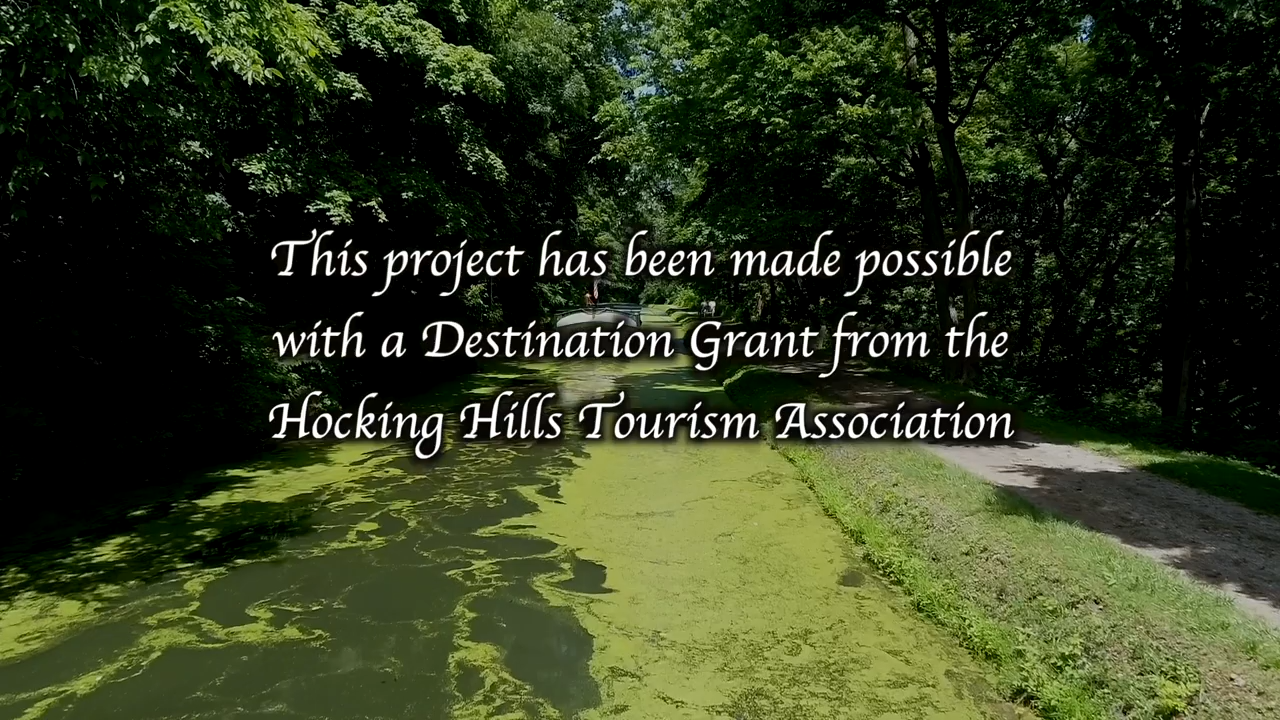 This project has been made possible
with a Destination Grant from the
Hocking Hills Tourism Association